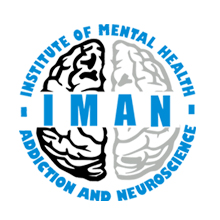 INSTITUTE OF MENTAL HEALTH
- IMAN -
ADDICTION AND NEUROSCIENCE